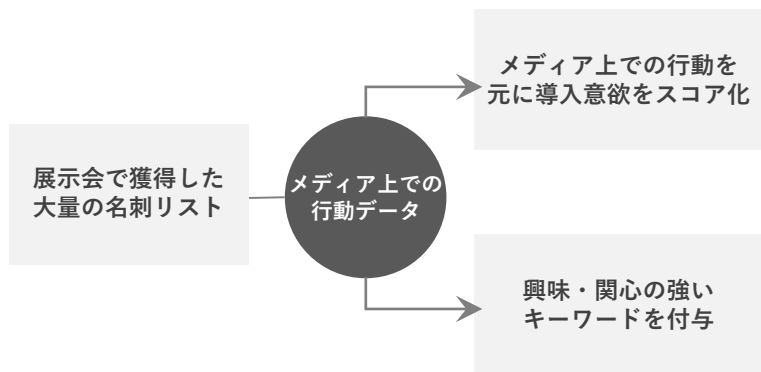 展示会で獲得した
大量の名刺リスト
メディア上での
行動データ
メディア上での行動を
元に導入意欲をスコア化
興味・関心の強い
キーワードを付与